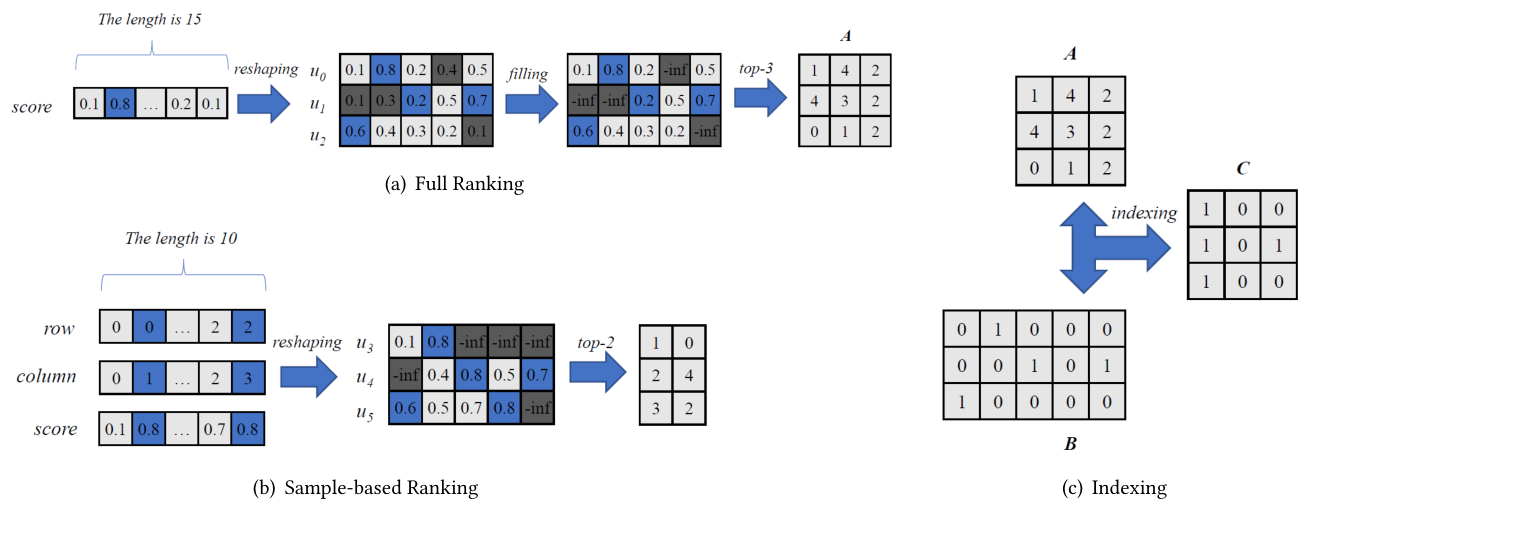 The length is 15
score 0.1 0.8 … 0.2 0.1
reshaping
u0 0.1 0.8 0.2 0.4 0.5
u1 0.1 0.3 0.2 0.5 0.7
u2 0.6 0.4 0.3 0.2 0.1
filling
0.1 0.8 0.2 -inf 0.5
-inf -inf 0.2 0.5 0.7
0.6 0.4 0.3 0.2 -inf
top-3
A
1 4 2
4 3 2
0 1 2
(a) Full Ranking
The length is 10
row 0 0 … 2 2
column 0 1 … 2 3
score 0.1 0.8 … 0.7 0.8
reshaping
u3 0.1 0.8 -inf -inf -inf
u4 -inf 0.4 0.8 0.5 0.7
u5 0.6 0.5 0.7 0.8 -inf
top-2
1 0
2 4
3 2
(b) Sample-based Ranking
A
1 4 2
4 3 2
0 1 2
indexing
C
1 0 0
1 0 1
1 0 0
0 1 0 0 0
0 0 1 0 1
1 0 0 0 0
B
(c) Indexing